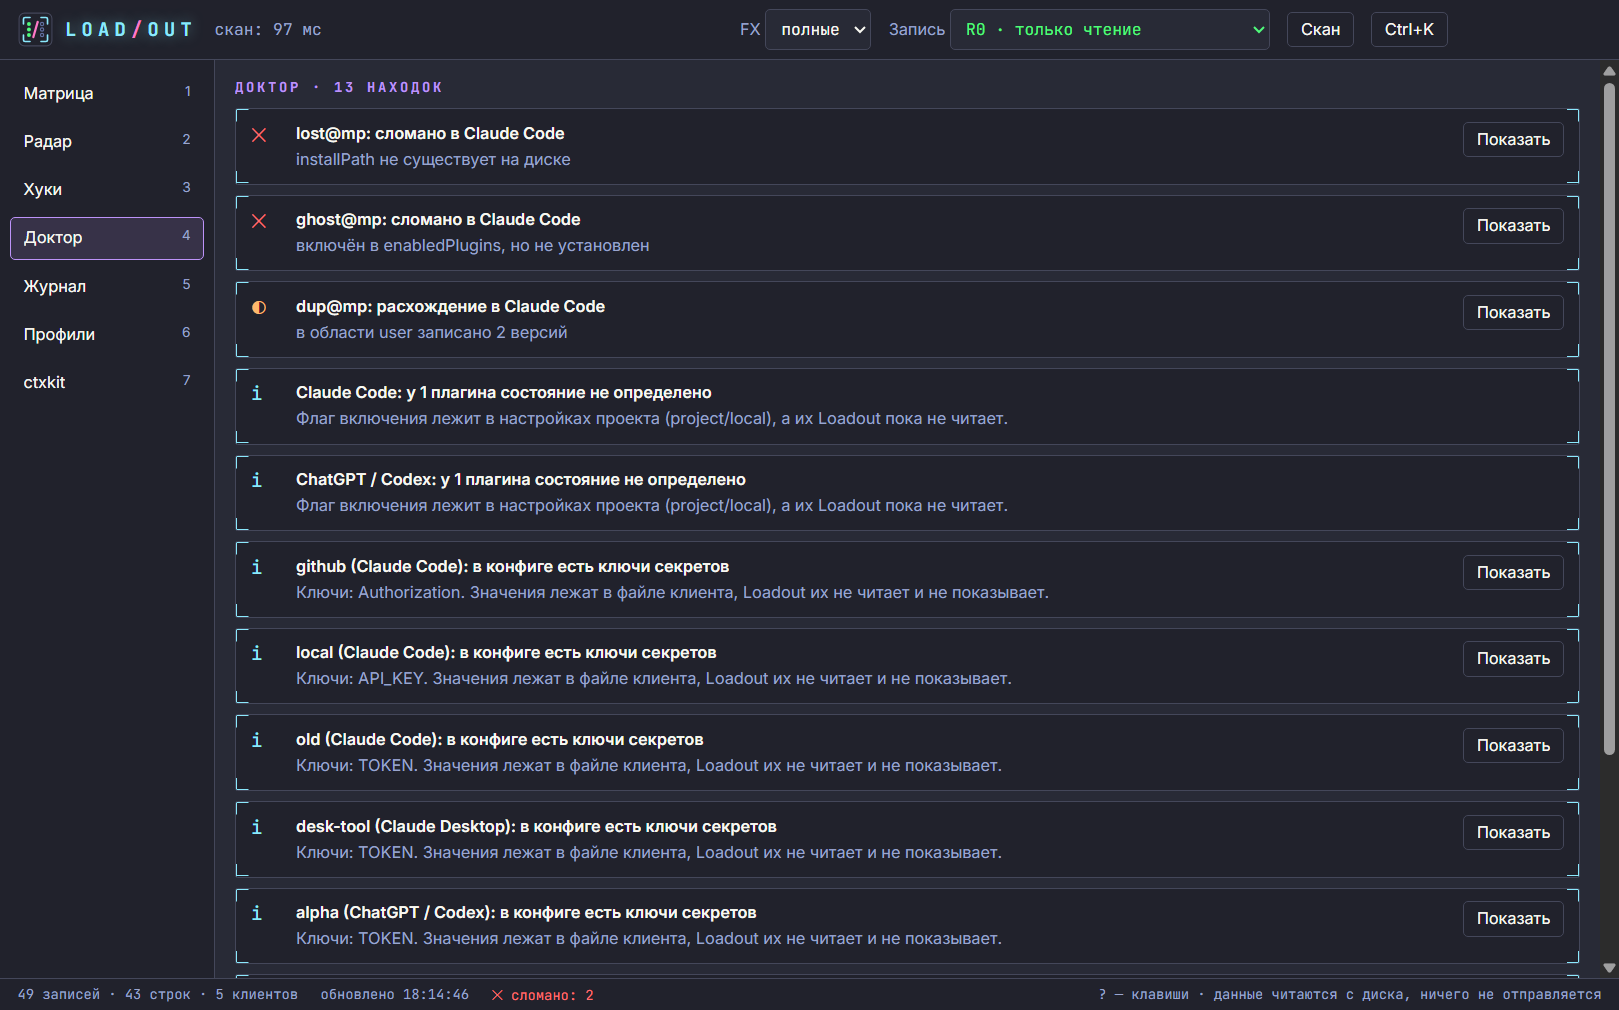 LOAD/OUT скан: 97 мс FX полные Запись R0 · только чтение Скан Ctrl+K
Матрица 1
Радар 2
Хуки 3
Доктор 4
Журнал 5
Профили 6
ctxkit 7
ДОКТОР · 13 НАХОДОК
lost@mp: сломано в Claude Code
installPath не существует на диске
Показать
ghost@mp: сломано в Claude Code
включён в enabledPlugins, но не установлен
Показать
dup@mp: расхождение в Claude Code
в области user записано 2 версий
Показать
Claude Code: у 1 плагина состояние не определено
Флаг включения лежит в настройках проекта (project/local), а их Loadout пока не читает.
ChatGPT / Codex: у 1 плагина состояние не определено
Флаг включения лежит в настройках проекта (project/local), а их Loadout пока не читает.
github (Claude Code): в конфиге есть ключи секретов
Ключи: Authorization. Значения лежат в файле клиента, Loadout их не читает и не показывает.
Показать
local (Claude Code): в конфиге есть ключи секретов
Ключи: API_KEY. Значения лежат в файле клиента, Loadout их не читает и не показывает.
Показать
old (Claude Code): в конфиге есть ключи секретов
Ключи: TOKEN. Значения лежат в файле клиента, Loadout их не читает и не показывает.
Показать
desk-tool (Claude Desktop): в конфиге есть ключи секретов
Ключи: TOKEN. Значения лежат в файле клиента, Loadout их не читает и не показывает.
Показать
alpha (ChatGPT / Codex): в конфиге есть ключи секретов
Ключи: TOKEN. Значения лежат в файле клиента, Loadout их не читает и не показывает.
Показать
49 записей · 43 строк · 5 клиентов обновлено 18:14:46 × сломано: 2 ? — клавиши · данные читаются с диска, ничего не отправляется